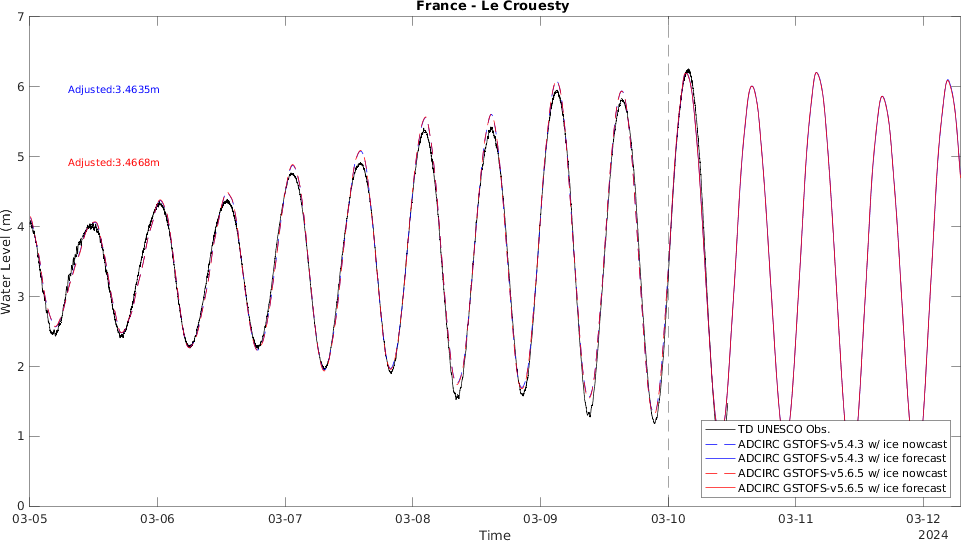 France - Le Crouesty
7
6
5
4
3
2
1
0
Water Level (m)
Adjusted:3.4635m
Adjusted:3.4668m
TD UNESCO Obs.
ADCIRC GSTOFS-v5.4.3 w/ ice nowcast
ADCIRC GSTOFS-v5.4.3 w/ ice forecast
ADCIRC GSTOFS-v5.6.5 w/ ice nowcast
ADCIRC GSTOFS-v5.6.5 w/ ice forecast
03-05 03-06 03-07 03-08 03-09 03-10 03-11 03-12
Time
2024